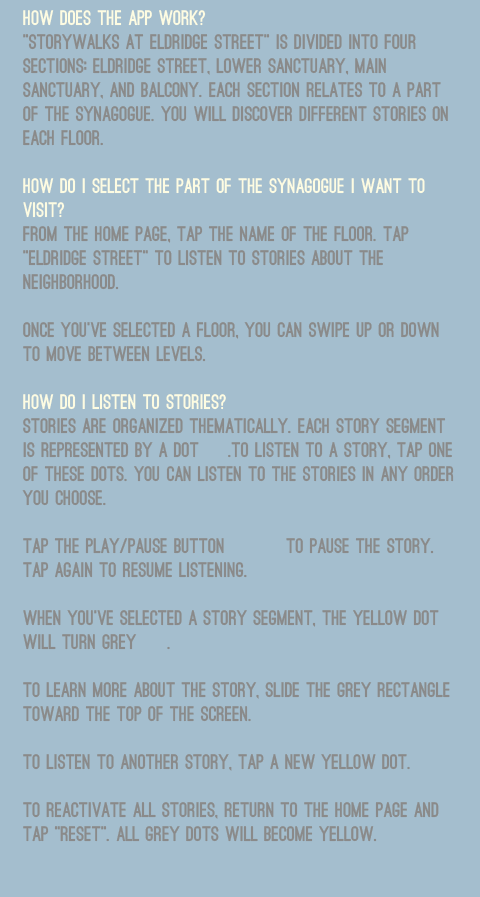 HOW DOES THE APP WORK?
"STORYWALKS AT ELDRIDGE STREET" IS DIVIDED INTO FOUR
SECTIONS: ELDRIDGE STREET, LOWER SANCTUARY, MAIN
SANCTUARY, AND BALCONY. EACH SECTION RELATES TO A PART
OF THE SYNAGOGUE. YOU WILL DISCOVER DIFFERENT STORIES ON
EACH FLOOR.
HOW DO I SELECT THE PART OF THE SYNAGOGUE I WANT TO
VISIT?
FROM THE HOME PAGE, TAP THE NAME OF THE FLOOR. TAP
"ELDRIDGE STREET" TO LISTEN TO STORIES ABOUT THE
NEIGHBORHOOD.
ONCE YOU'VE SELECTED A FLOOR, YOU CAN SWIPE UP OR DOWN
TO MOVE BETWEEN LEVELS.
HOW DO I LISTEN TO STORIES?
STORIES ARE ORGANIZED THEMATICALLY. EACH STORY SEGMENT
IS REPRESENTED BY A DOT .TO LISTEN TO A STORY, TAP ONE
OF THESE DOTS. YOU CAN LISTEN TO THE STORIES IN ANY ORDER
YOU CHOOSE.
TAP THE PLAY/PAUSE BUTTON TO PAUSE THE STORY.
TAP AGAIN TO RESUME LISTENING.
WHEN YOU'VE SELECTED A STORY SEGMENT, THE YELLOW DOT
WILL TURN GREY .
TO LEARN MORE ABOUT THE STORY, SLIDE THE GREY RECTANGLE
TOWARD THE TOP OF THE SCREEN.
TO LISTEN TO ANOTHER STORY, TAP A NEW YELLOW DOT.
TO REACTIVATE ALL STORIES, RETURN TO THE HOME PAGE AND
TAP "RESET". ALL GREY DOTS WILL BECOME YELLOW.